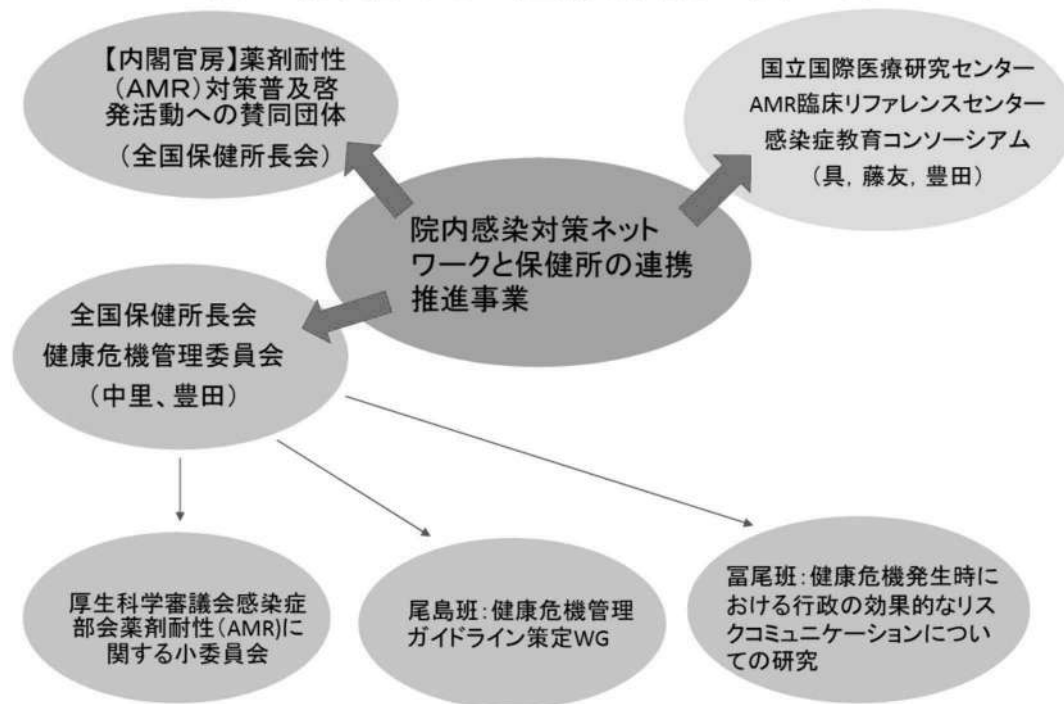 【内閣官房】薬剤耐性
(AMR)対策普及啓
発活動への賛同団体
(全国保健所長会)
国立国際医療研究センター
AMR臨床リファレンスセンター
感染症教育コンソーシアム
(具, 藤友, 豊田)
院内感染対策ネット
ワークと保健所の連携
推進事業
全国保健所長会
健康危機管理委員会
(中里、豊田)
厚生科学審議会感染症
部会薬剤耐性(AMR)に
関する小委員会
尾島班:健康危機管理
ガイドライン策定WG
冨尾班:健康危機発生時に
おける行政の効果的なリス
クコミュニケーションについ
ての研究